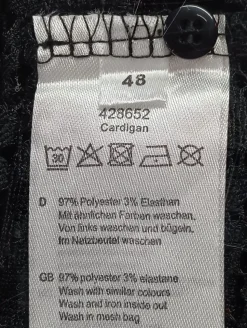 48
428652
Cardigan
30
D 97% Polyester 3% Elasthan
Mit ähnlichen Farben waschen,
Von links waschen und bügeln,
Im Netzbeutel waschen
GB 97% polyester 3% elastane
Wash with similar colours
Wash and iron inside out
Wash in mesh bag